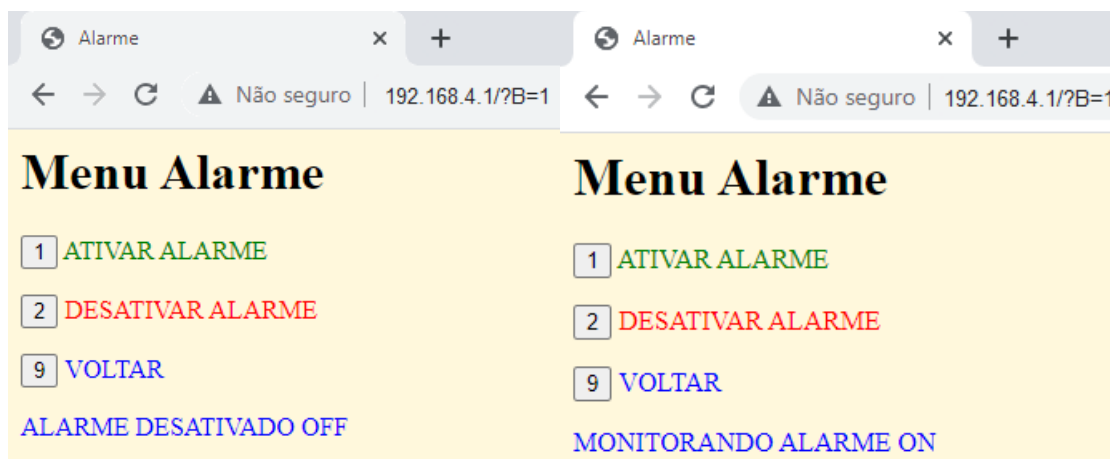 Alarme
Não seguro 192.168.4.1/?B=1
Menu Alarme
1 ATIVAR ALARME
2 DESATIVAR ALARME
9 VOLTAR
ALARME DESATIVADO OFF
Alarme
Não seguro 192.168.4.1/?B=1
Menu Alarme
1 ATIVAR ALARME
2 DESATIVAR ALARME
9 VOLTAR
MONITORANDO ALARME ON